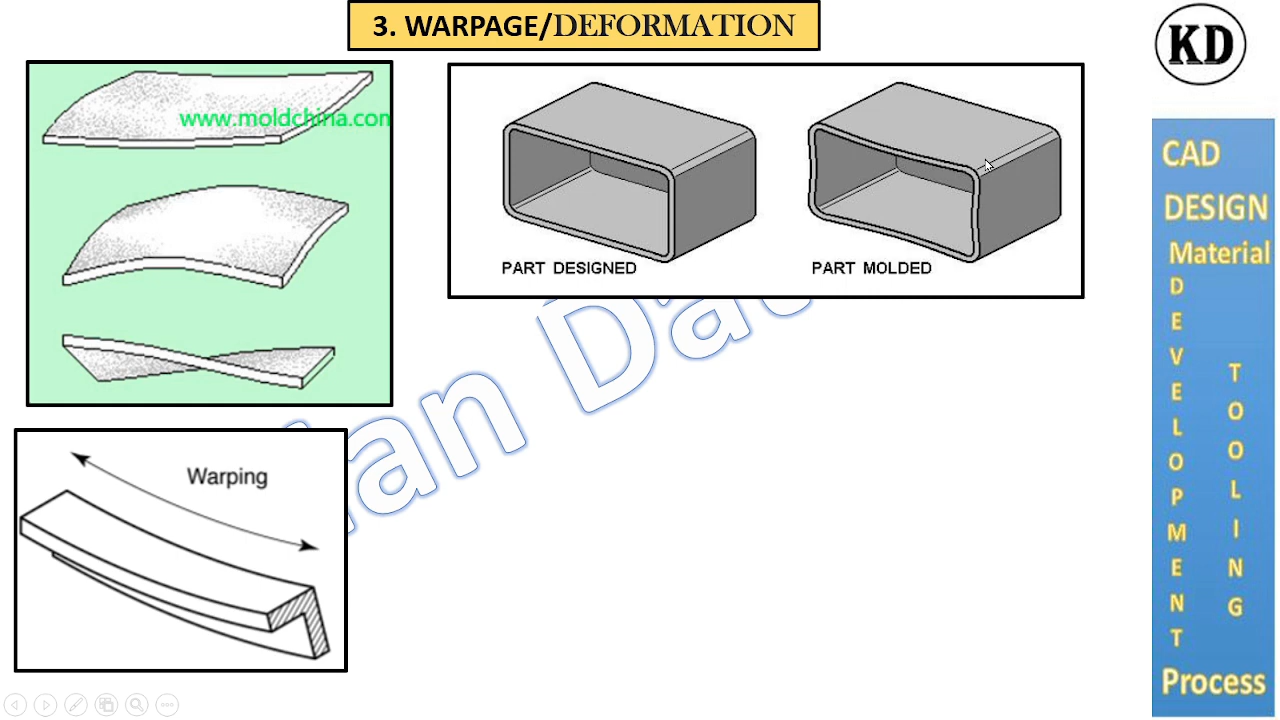 3. WARPAGE/DEFORMATION
KD
www.moldchina.com
PART DESIGNED
PART MOLDED
Warping
CAD
DESIGN
Material
DEVELOPMENT
TOOLING
Process